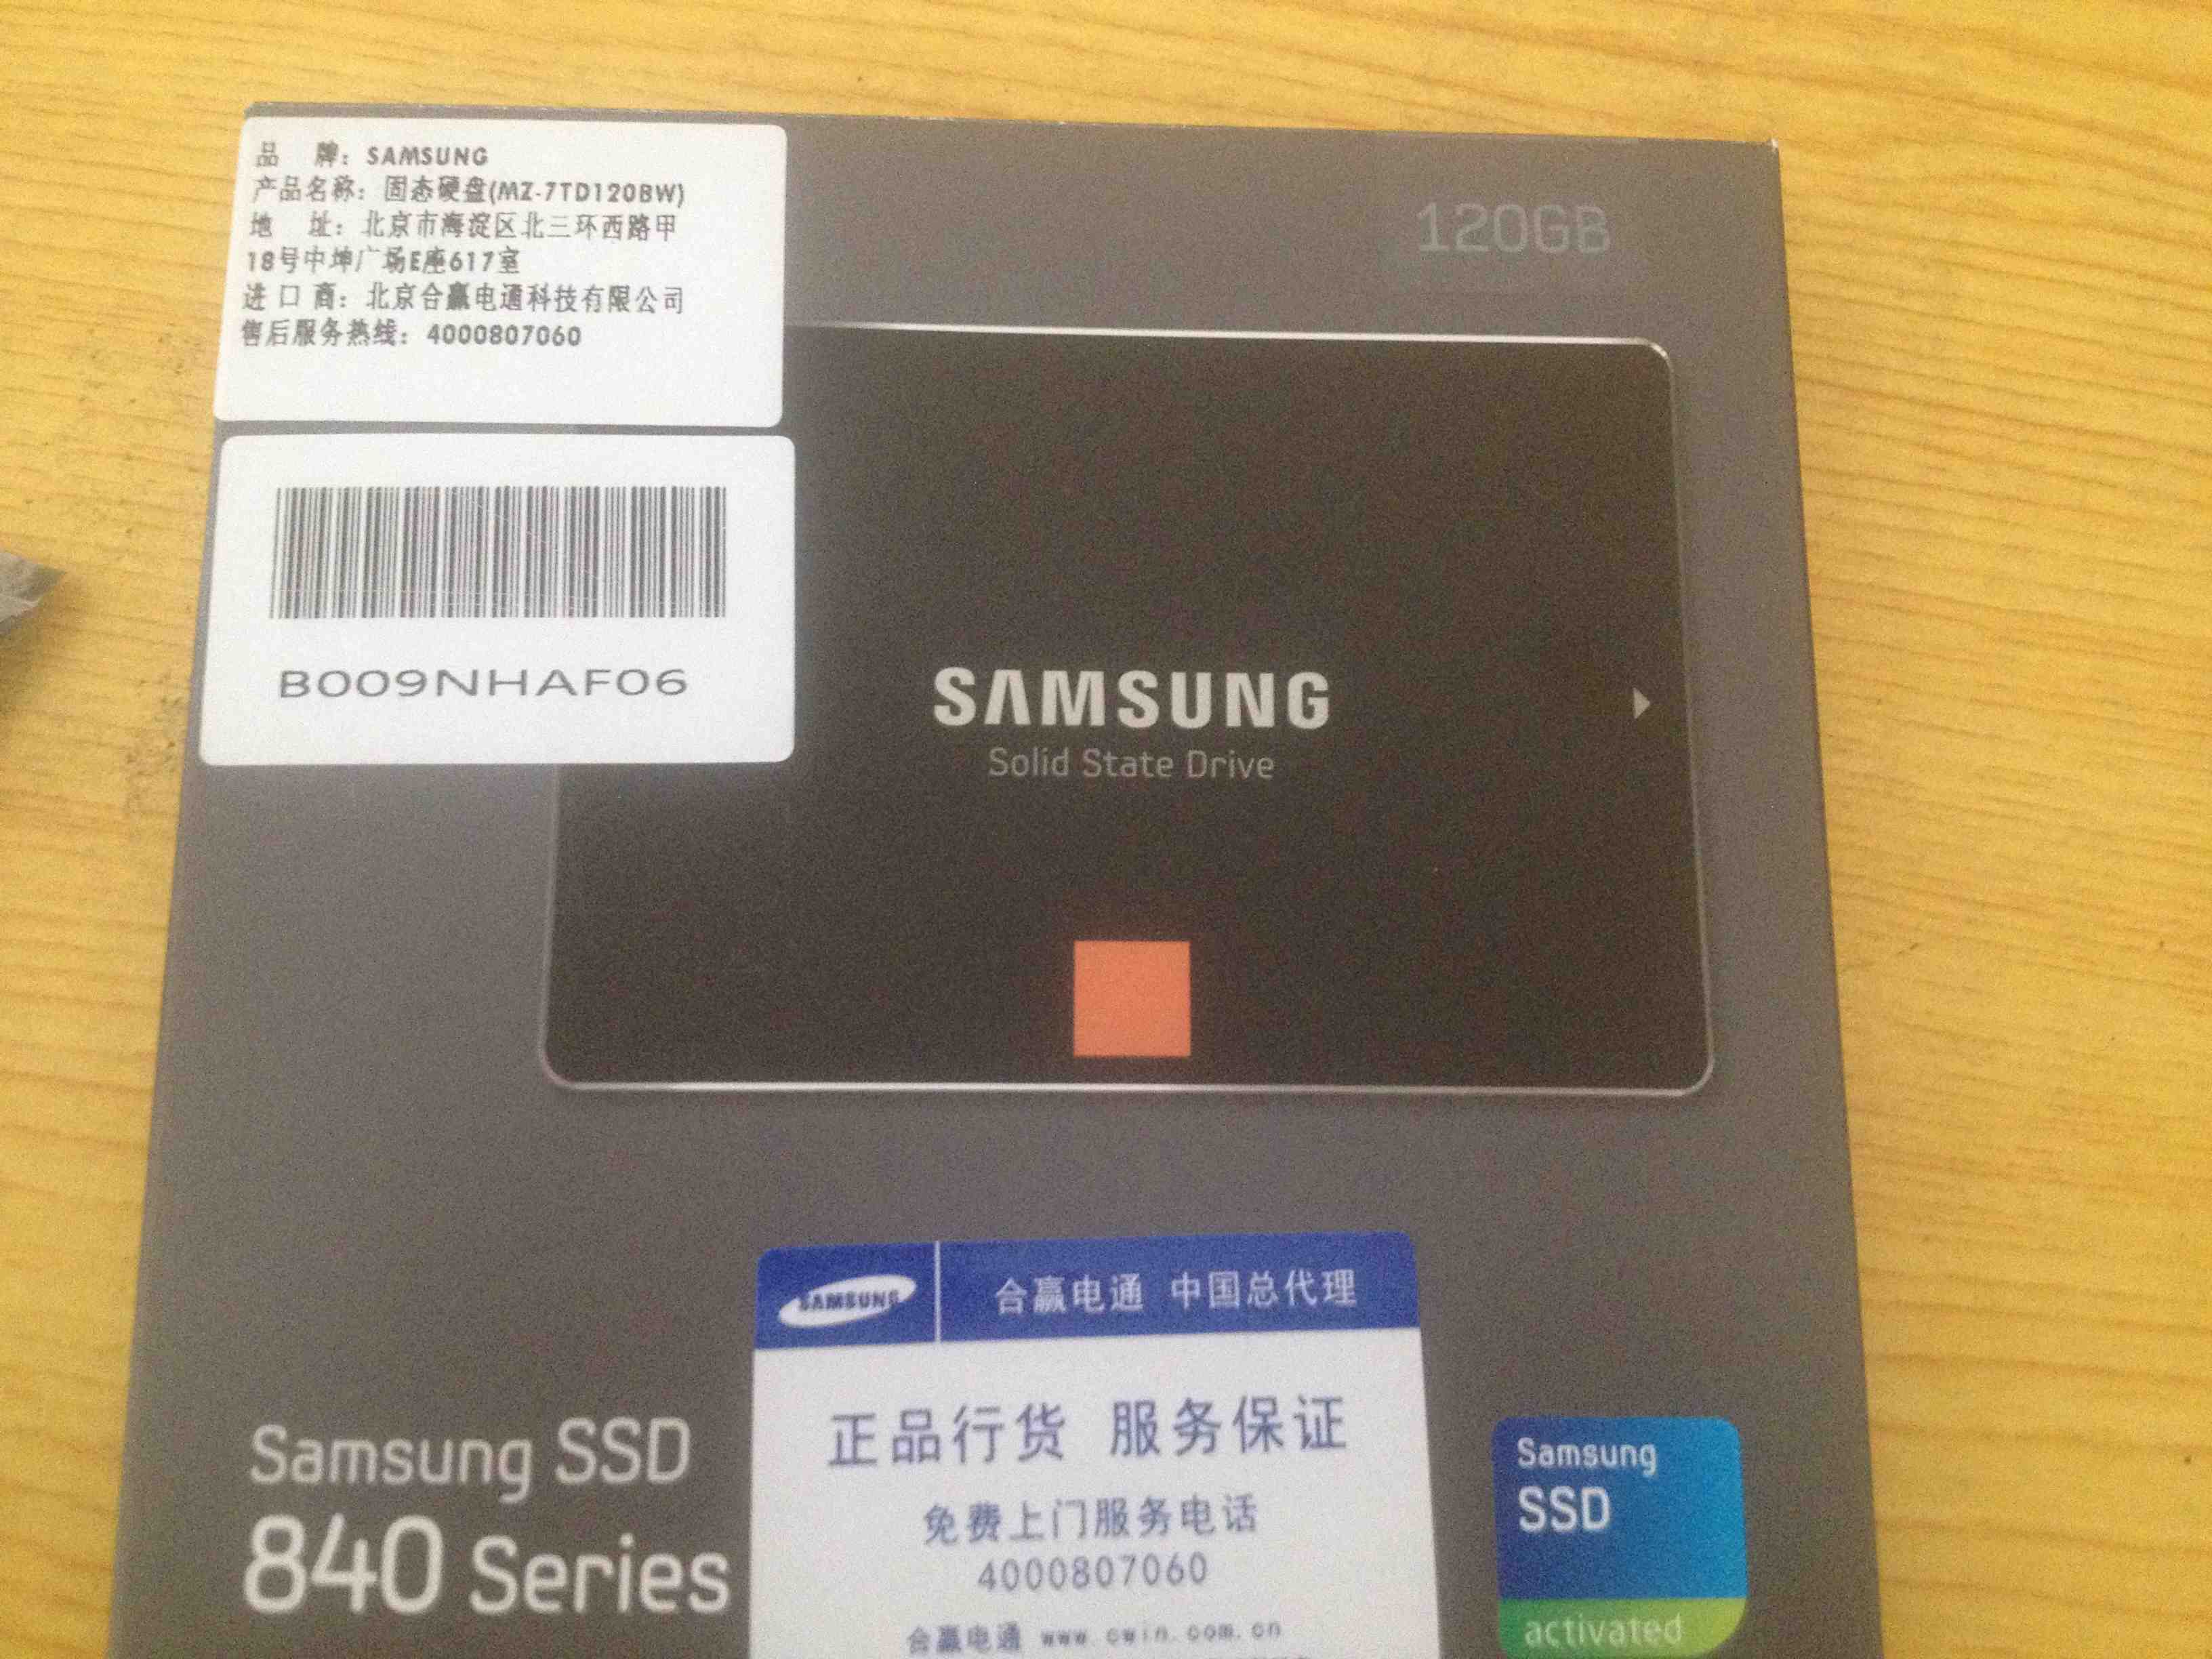 品 牌：SAMSUNG
产品名称：固态硬盘(MZ-7TD120BW)
地 址：北京市海淀区北三环西路甲
18号中坤广场E座617室
进口商：北京合赢电通科技有限公司
售后服务热线：4000807060
120GB
B009NHAF06
SAMSUNG
Solid State Drive
SAMSUNG
合赢电通 中国总代理
正品行货 服务保证
免费上门服务电话
4000807060
合赢电通 www.cwin.com.cn
Samsung SSD
840 Series
Samsung
SSD
activated